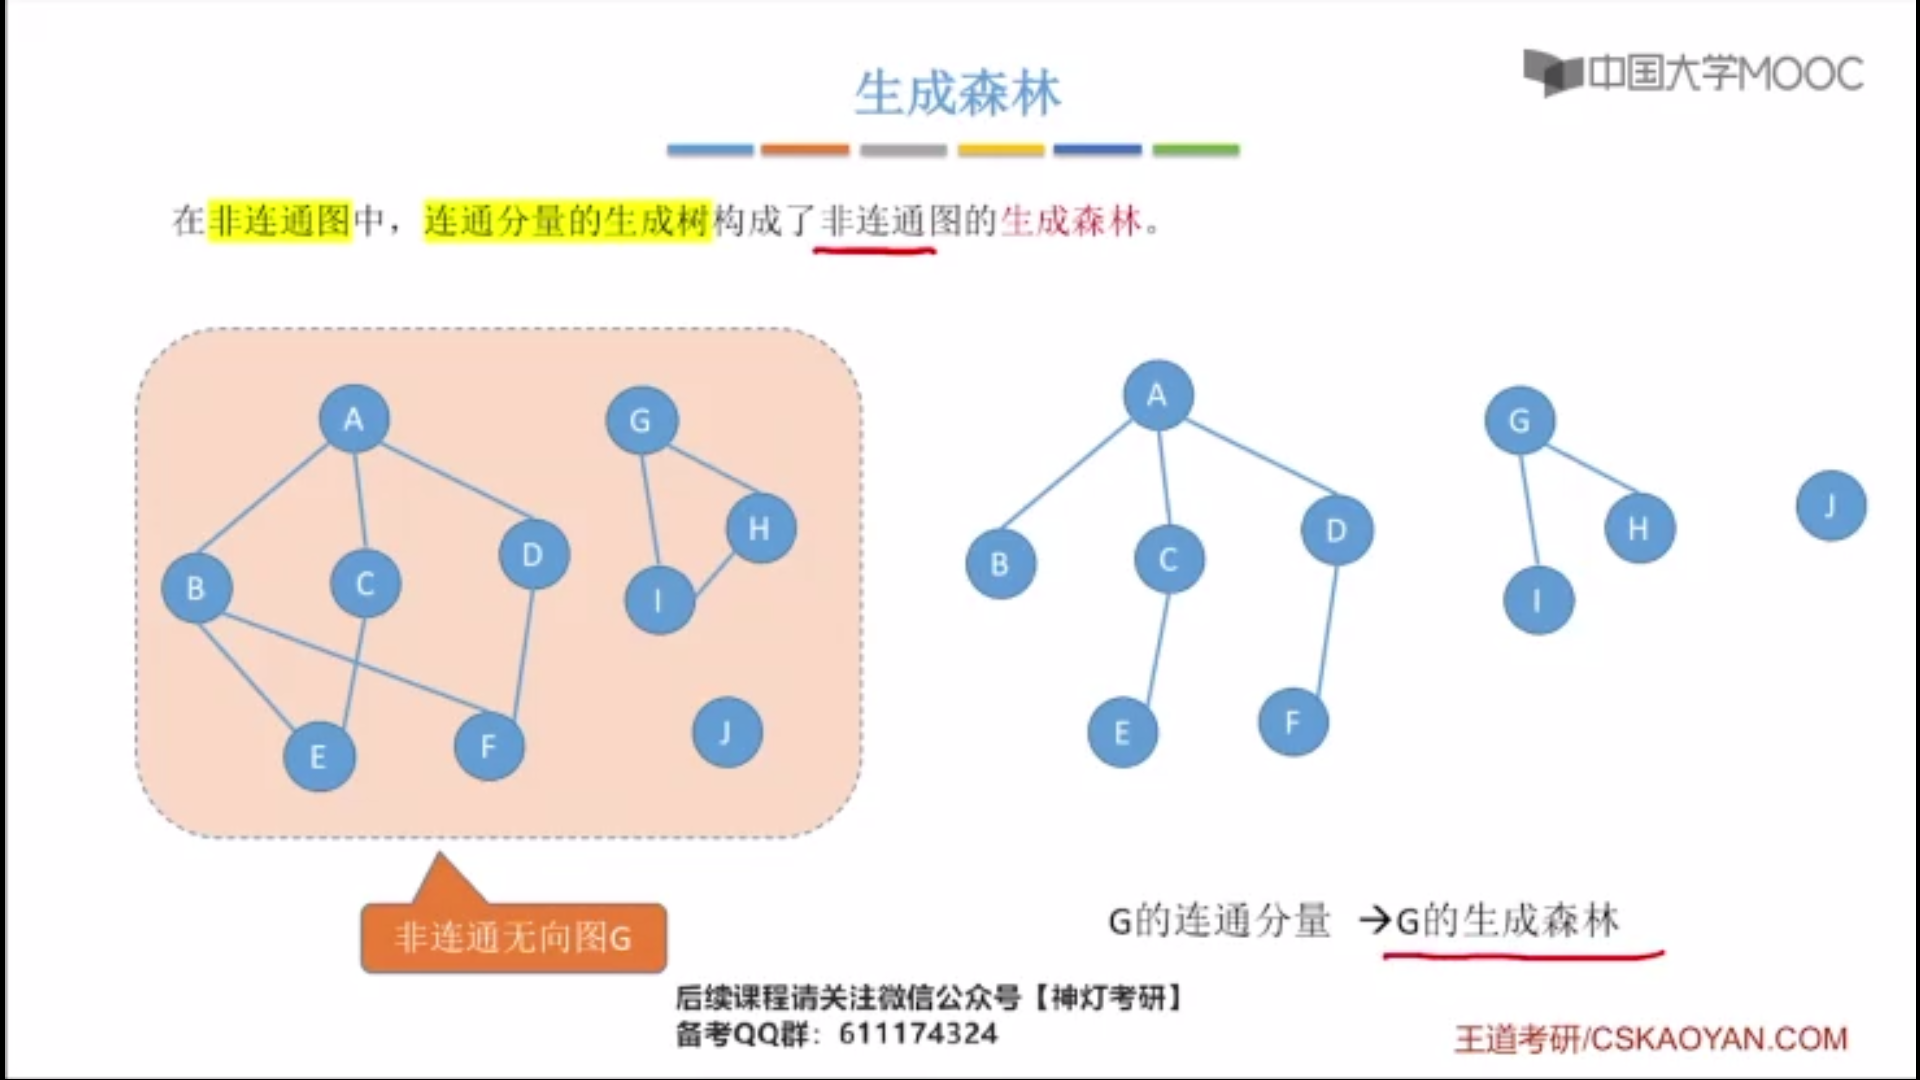 中国大学MOOC
生成森林
在非连通图中，连通分量的生成树构成了非连通图的生成森林。
A
B
C
D
E
F
G
H
I
J
A
B
C
D
E
F
G
H
I
J
非连通无向图G
G的连通分量 →G的生成森林
后续课程请关注微信公众号【神灯考研】
备考QQ群：611174324
王道考研/CSKAOYAN.COM